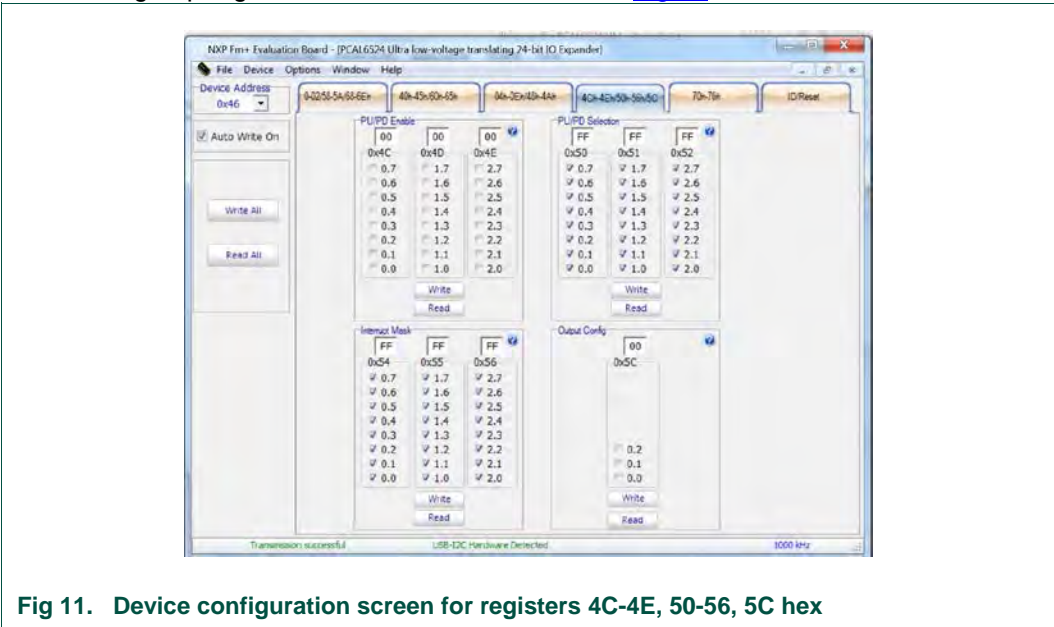 NXP Fm+ Evaluation Board - [PCAL6524 Ultra low-voltage translating 24-bit IO Expander]
File Device Options Window Help
Device Address
0x46
Auto Write On
Write All
Read All
40h-45h/60h-65h
70h-76h
ID/Reset
PU/PD Enable
00 00 00
0x4C 0x4D 0x4E
0.7 1.7 2.7
0.6 1.6 2.6
0.5 1.5 2.5
0.4 1.4 2.4
0.3 1.3 2.3
0.2 1.2 2.2
0.1 1.1 2.1
0.0 1.0 2.0
Write
Read
PU/PD Selection
FF FF FF
0x50 0x51 0x52
0.7 1.7 2.7
0.6 1.6 2.6
0.5 1.5 2.5
0.4 1.4 2.4
0.3 1.3 2.3
0.2 1.2 2.2
0.1 1.1 2.1
0.0 1.0 2.0
Write
Read
Interrupt Mask
FF FF FF
0x54 0x55 0x56
0.7 1.7 2.7
0.6 1.6 2.6
0.5 1.5 2.5
0.4 1.4 2.4
0.3 1.3 2.3
0.2 1.2 2.2
0.1 1.1 2.1
0.0 1.0 2.0
Write
Read
Output Config
00
0x5C
0.2
0.1
0.0
Write
Read
Transmission successful USB-I2C Hardware Detected 1000 kHz
Fig 11. Device configuration screen for registers 4C-4E, 50-56, 5C hex